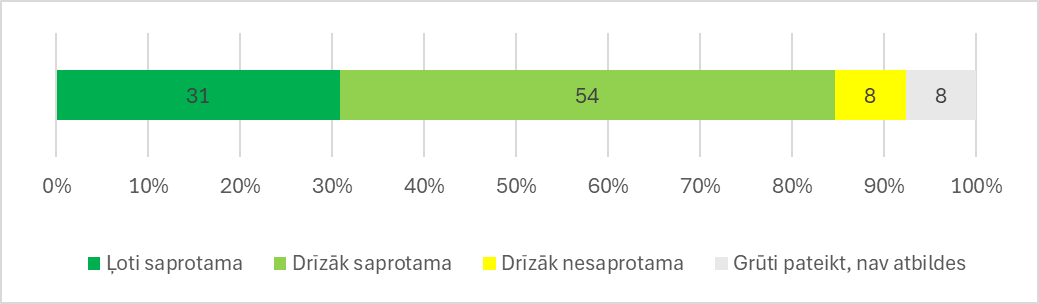 31 54 8 8
0% 10% 20% 30% 40% 50% 60% 70% 80% 90% 100%
Ļoti saprotama Drīzāk saprotama Drīzāk nesaprotama Grūti pateikt, nav atbildes